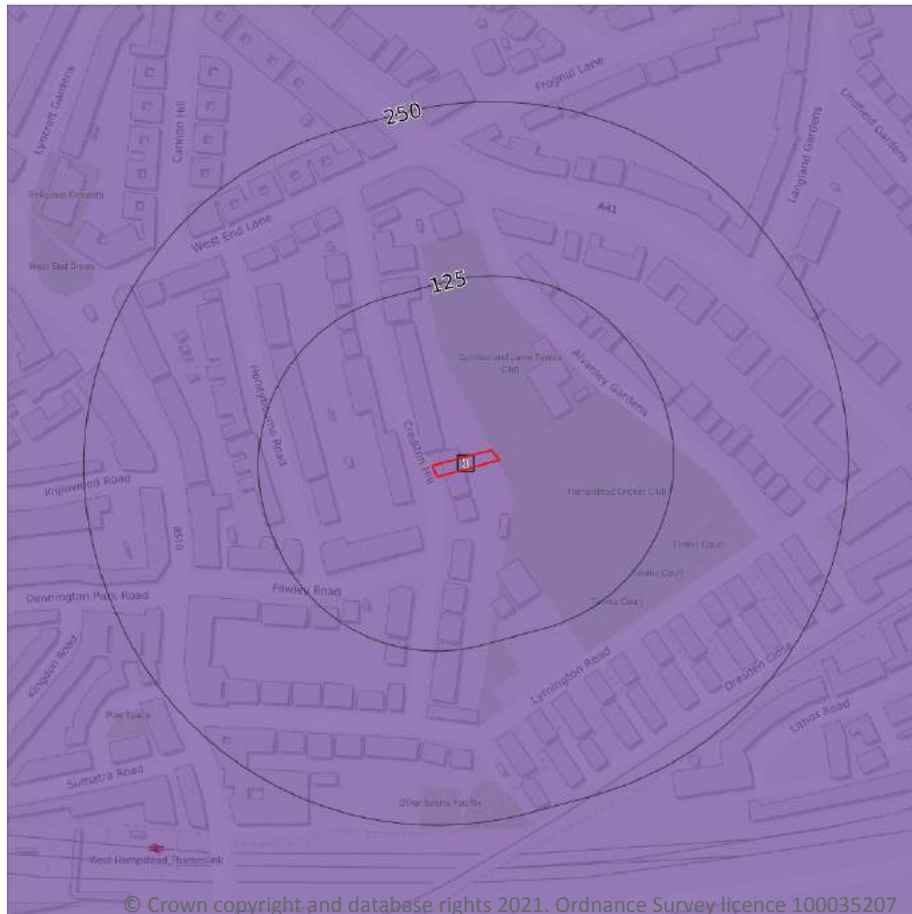 Lyncroft Gardens
Cannon Hill
Frognal Lane
Lindfield Gardens
Langland Gardens
250
A41
Religious Grounds
West End Lane
West End Green
125
Cumberland Lawn Tennis
Club
Alvanley Gardens
Honeybourne Road
Crediton Hill
Inglewood Road
Hampstead Cricket Club
B510
Tennis Court
Tennis Court
Tennis Court
Fawley Road
Dennington Park Road
Kingdon Road
Lymington Road
Dresden Close
Lithos Road
Play Space
Sumatra Road
Other Sports Facility
West Hampstead Thameslink
© Crown copyright and database rights 2021. Ordnance Survey licence 100035207